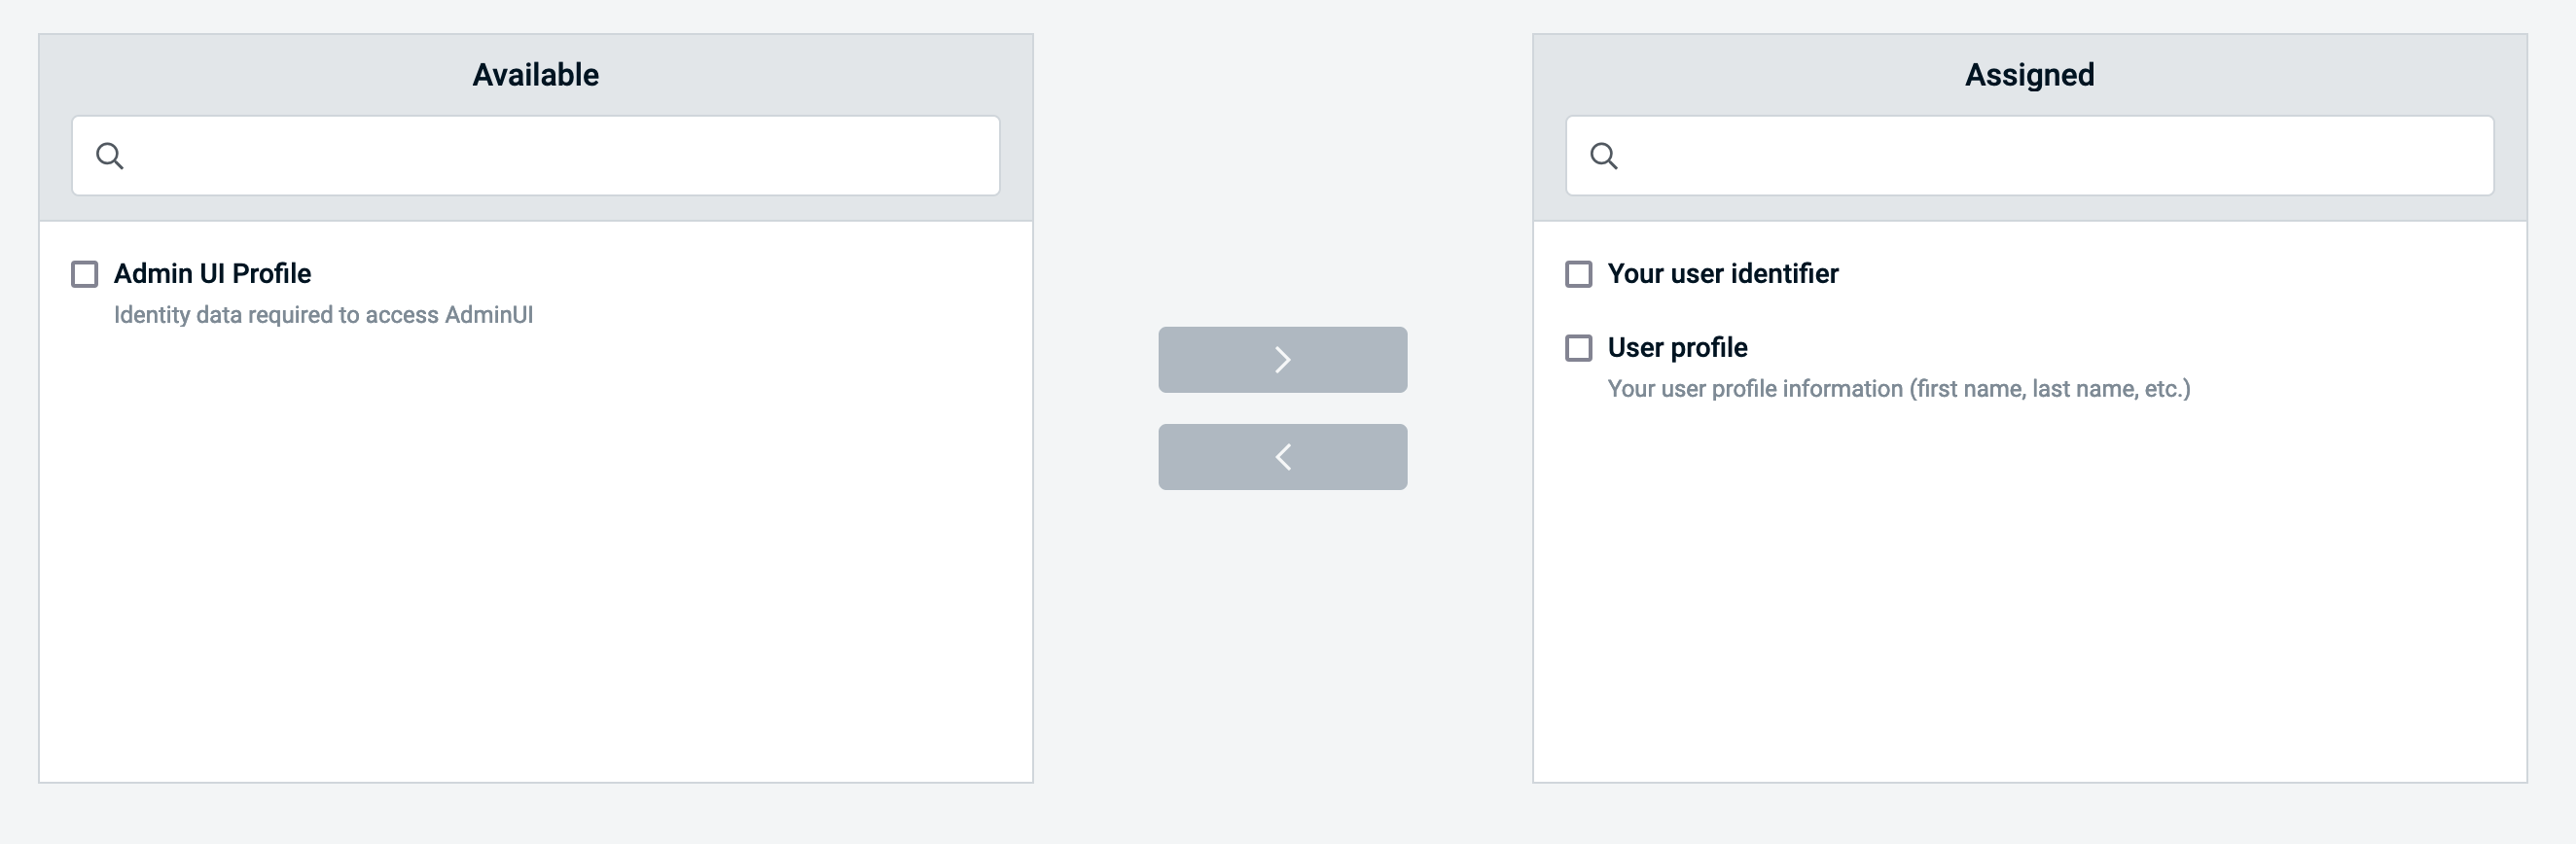 Available
Admin UI Profile
Identity data required to access AdminUI
Assigned
Your user identifier
User profile
Your user profile information (first name, last name, etc.)